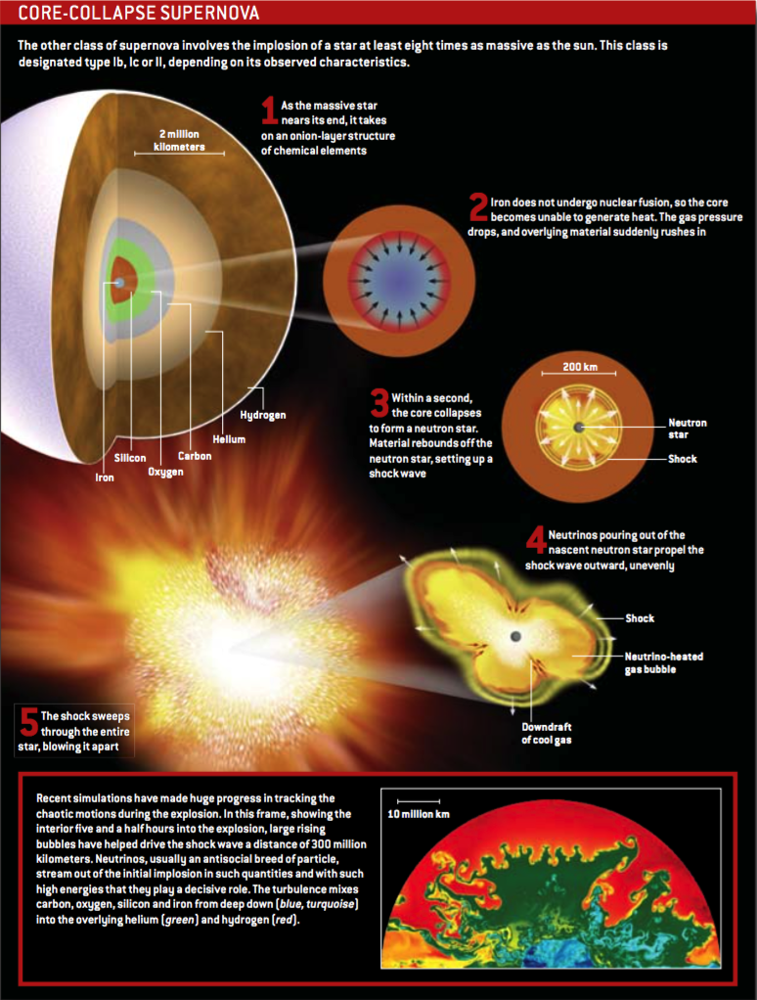 CORE-COLLAPSE SUPERNOVA
The other class of supernova involves the implosion of a star at least eight times as massive as the sun. This class is
designated type Ib, Ic or II, depending on its observed characteristics.
1 As the massive star
nears its end, it takes
on an onion-layer structure
of chemical elements
2 million
kilometers
2 Iron does not undergo nuclear fusion, so the core
becomes unable to generate heat. The gas pressure
drops, and overlying material suddenly rushes in
200 km
3 Within a second,
the core collapses
to form a neutron star.
Material rebounds off the
neutron star, setting up a
shock wave
Neutron
star
Shock
Hydrogen
Helium
Carbon
Silicon
Oxygen
Iron
4 Neutrinos pouring out of the
nascent neutron star propel the
shock wave outward, unevenly
Shock
Neutrino-heated
gas bubble
Downdraft
of cool gas
5 The shock sweeps
through the entire
star, blowing it apart
Recent simulations have made huge progress in tracking the
chaotic motions during the explosion. In this frame, showing the
interior five and a half hours into the explosion, large rising
bubbles have helped drive the shock wave a distance of 300 million
kilometers. Neutrinos, usually an antisocial breed of particle,
stream out of the initial implosion in such quantities and with such
high energies that they play a decisive role. The turbulence mixes
carbon, oxygen, silicon and iron from deep down (blue, turquoise)
into the overlying helium (green) and hydrogen (red).
10 million km